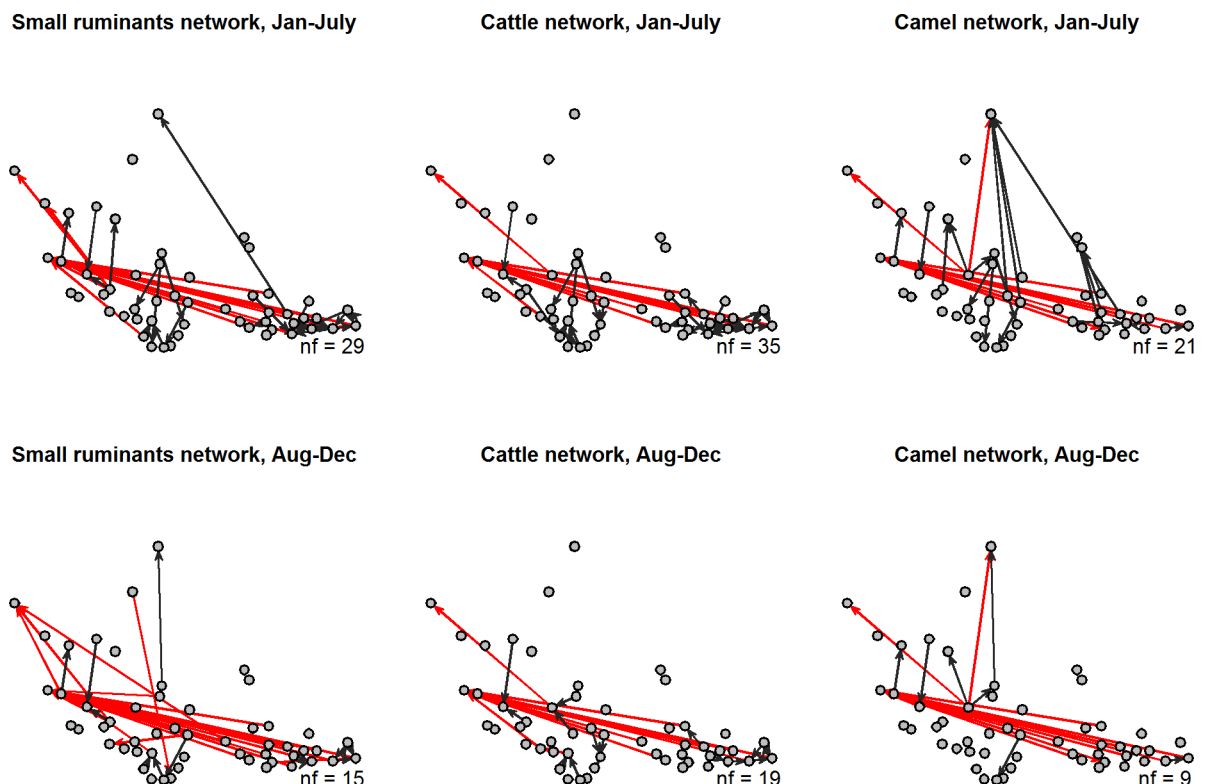 Small ruminants network, Jan-July
Cattle network, Jan-July
Camel network, Jan-July
nf = 29
nf = 35
nf = 21
Small ruminants network, Aug-Dec
Cattle network, Aug-Dec
Camel network, Aug-Dec
nf = 15
nf = 19
nf = 9